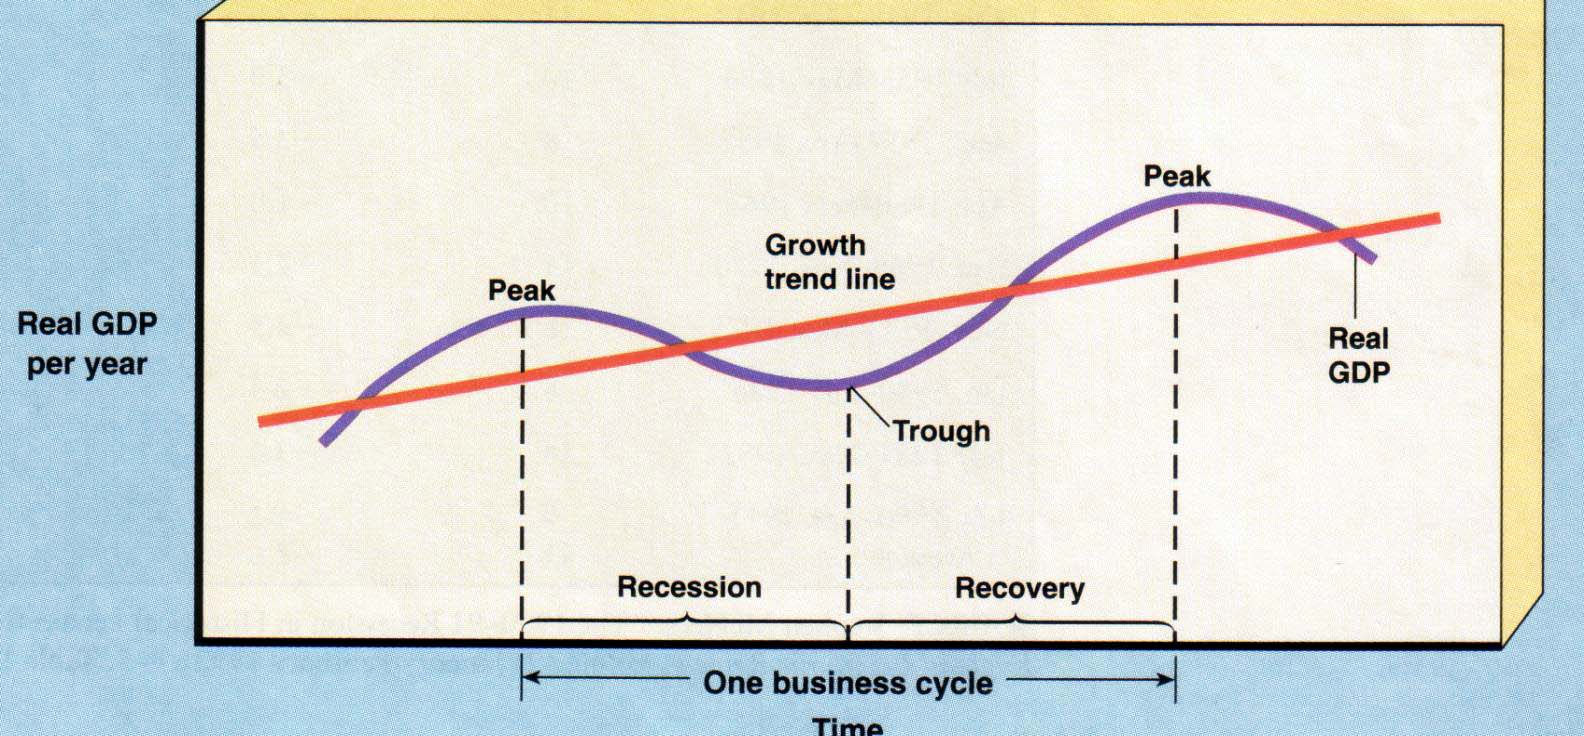 Peak
Growth
trend line
Peak
Real GDP
per year
Real
GDP
Trough
Recession
Recovery
One business cycle
Time